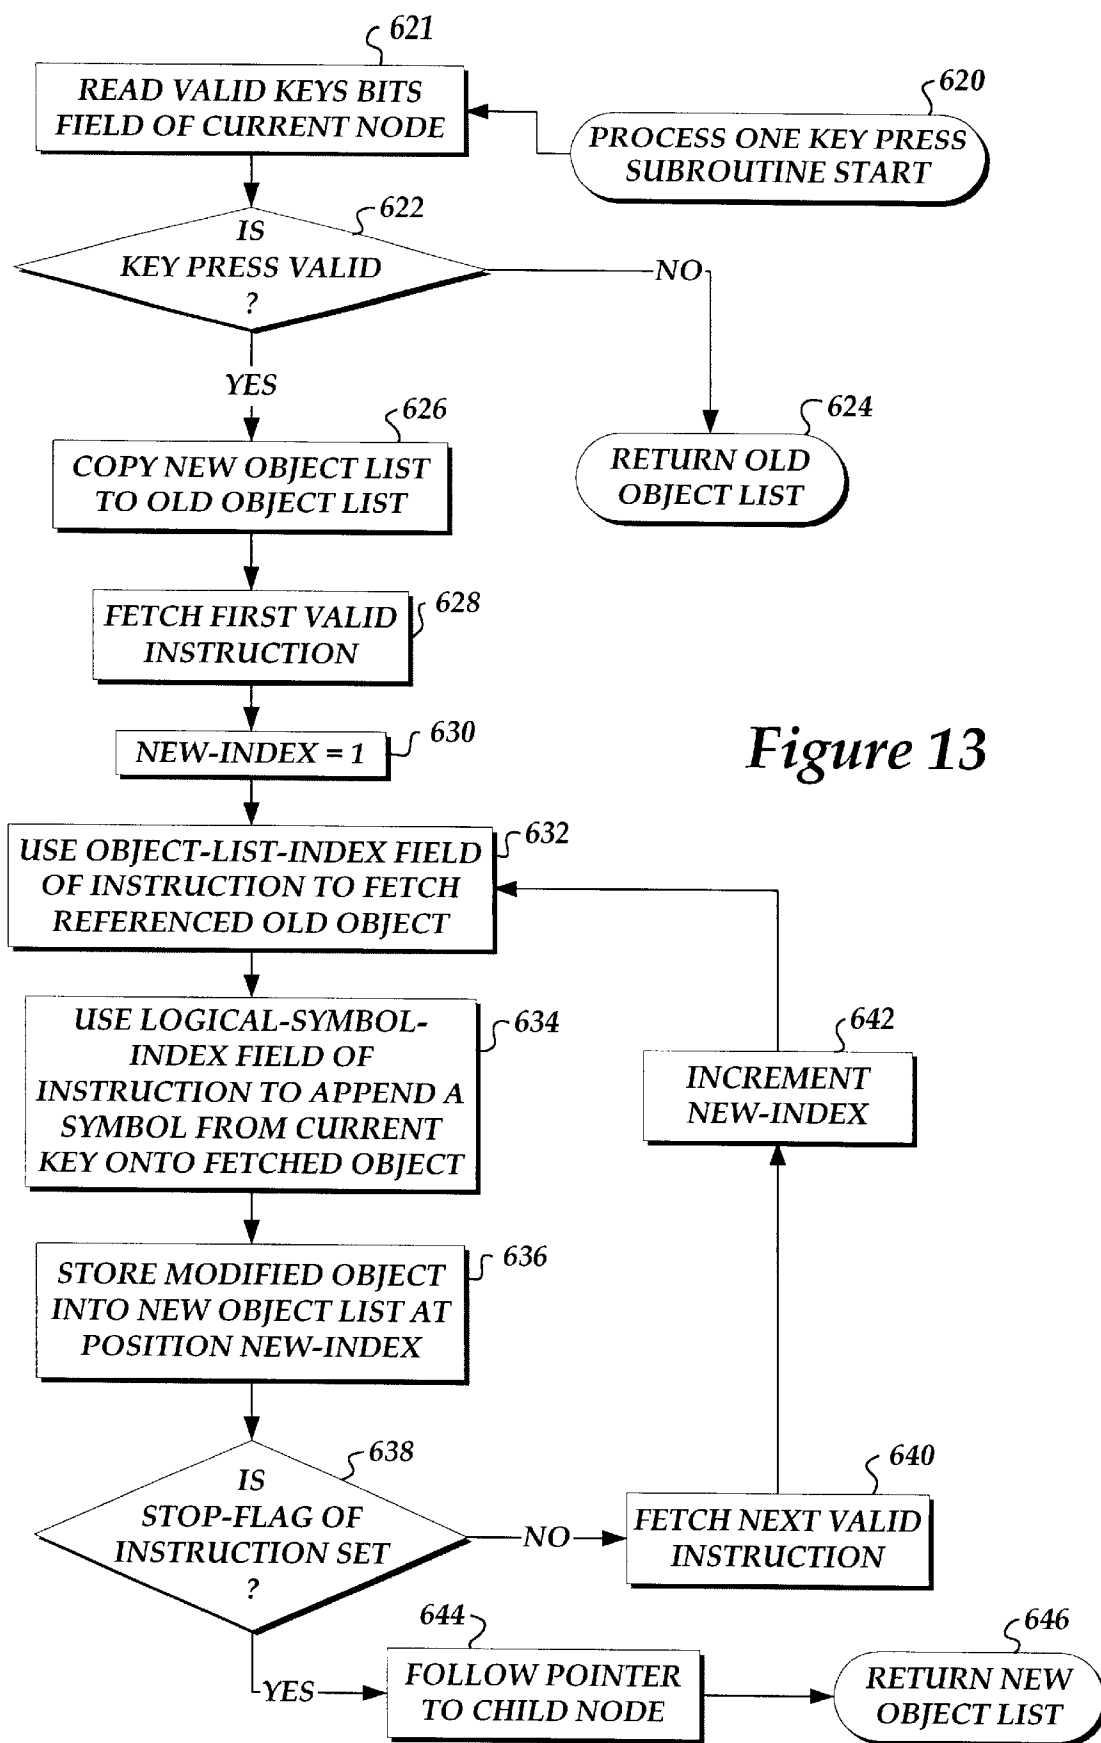 621
READ VALID KEYS BITS
FIELD OF CURRENT NODE
620
PROCESS ONE KEY PRESS
SUBROUTINE START
622
IS
KEY PRESS VALID
?
NO
YES
624
RETURN OLD
OBJECT LIST
626
COPY NEW OBJECT LIST
TO OLD OBJECT LIST
628
FETCH FIRST VALID
INSTRUCTION
630
NEW-INDEX = 1
Figure 13
632
USE OBJECT-LIST-INDEX FIELD
OF INSTRUCTION TO FETCH
REFERENCED OLD OBJECT
634
USE LOGICAL-SYMBOL-
INDEX FIELD OF
INSTRUCTION TO APPEND A
SYMBOL FROM CURRENT
KEY ONTO FETCHED OBJECT
642
INCREMENT
NEW-INDEX
636
STORE MODIFIED OBJECT
INTO NEW OBJECT LIST AT
POSITION NEW-INDEX
638
IS
STOP-FLAG OF
INSTRUCTION SET
?
NO
640
FETCH NEXT VALID
INSTRUCTION
YES
644
FOLLOW POINTER
TO CHILD NODE
646
RETURN NEW
OBJECT LIST